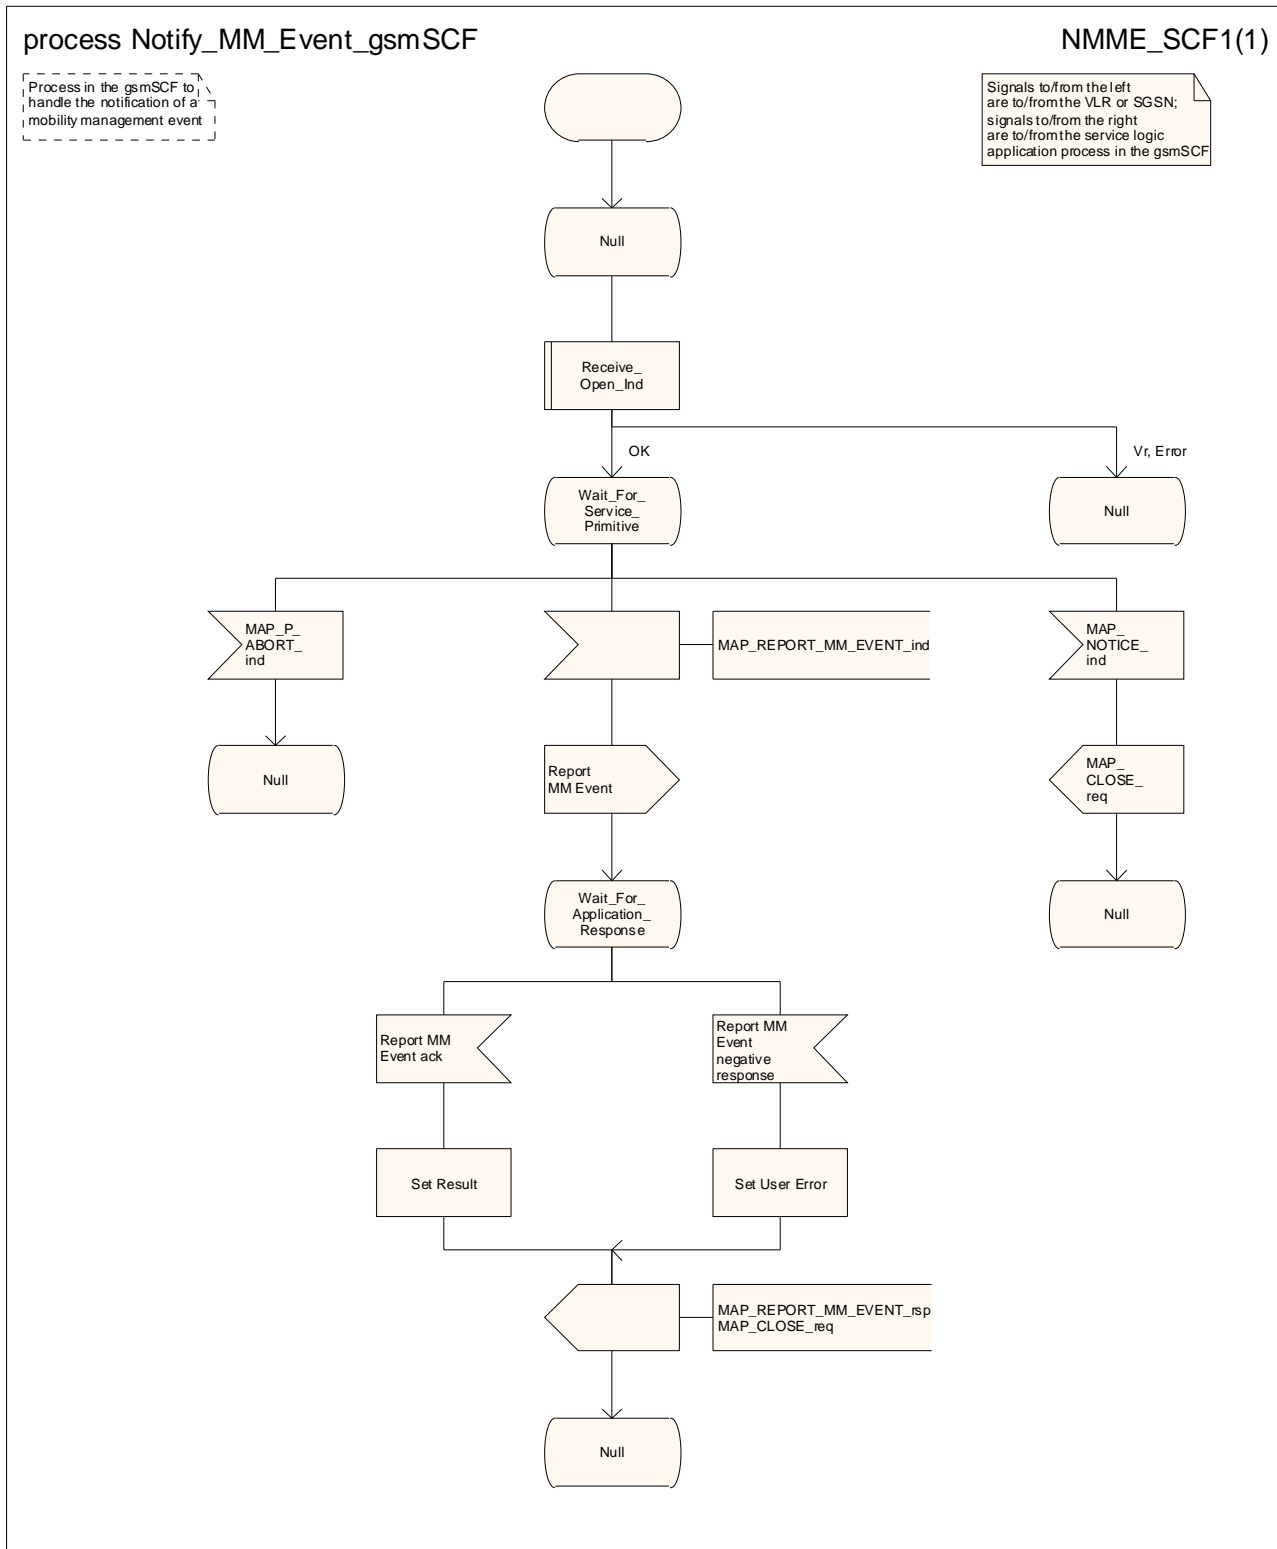 process Notify_MM_Event_gsmSCF
NMME_SCF1(1)
Process in the gsmSCF to
handle the notification of a
mobility management event
Signals to/from the left
are to/from the VLR or SGSN;
signals to/from the right
are to/from the service logic
application process in the gsmSCF
Null
Receive_
Open_Ind
OK
Vr, Error
Wait_For_
Service_
Primitive
Null
MAP_P_
ABORT_
ind
MAP_REPORT_MM_EVENT_ind
MAP_
NOTICE_
ind
Null
Report
MM Event
MAP_
CLOSE_
req
Wait_For_
Application_
Response
Null
Report MM
Event ack
Report MM
Event
negative
response
Set Result
Set User Error
MAP_REPORT_MM_EVENT_rsp
MAP_CLOSE_req
Null